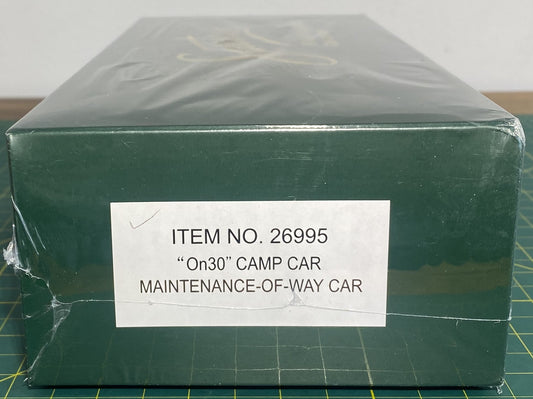 ITEM NO. 26995
“On30” CAMP CAR
MAINTENANCE-OF-WAY CAR